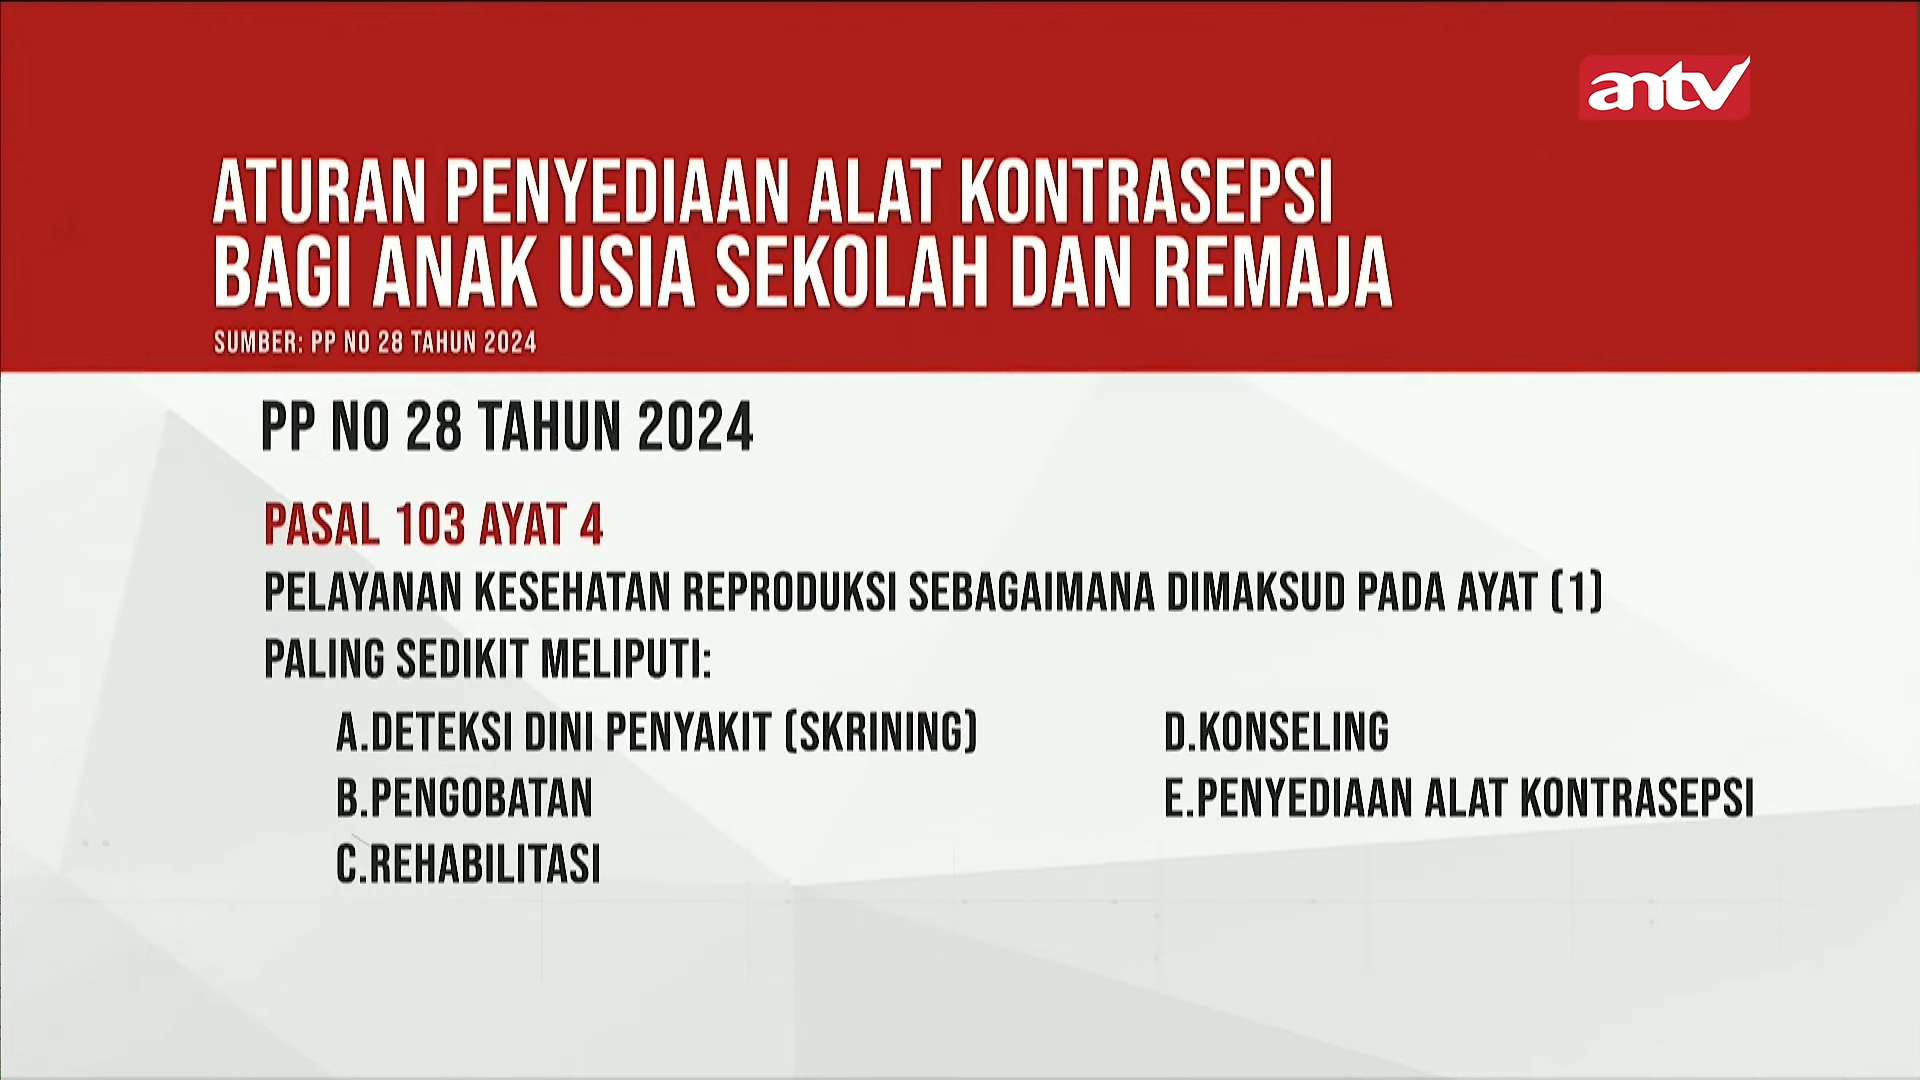 antv
ATURAN PENYEDIAAN ALAT KONTRASEPSI
BAGI ANAK USIA SEKOLAH DAN REMAJA
SUMBER: PP NO 28 TAHUN 2024
PP NO 28 TAHUN 2024
PASAL 103 AYAT 4
PELAYANAN KESEHATAN REPRODUKSI SEBAGAIMANA DIMAKSUD PADA AYAT (1)
PALING SEDIKIT MELIPUTI:
A.DETEKSI DINI PENYAKIT (SKRINING)
B.PENGOBATAN
C.REHABILITASI
D.KONSELING
E.PENYEDIAAN ALAT KONTRASEPSI